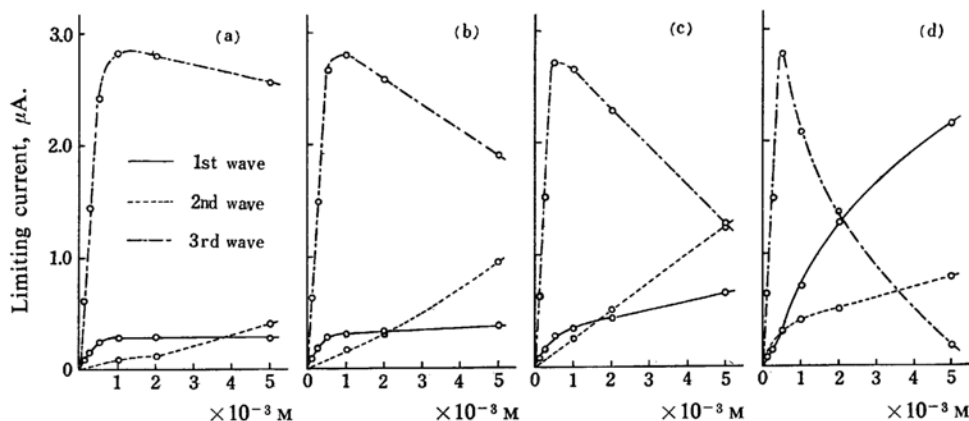 (a) (b) (c) (d)
3.0
2.0
1.0
0
Limiting current, μA.
1st wave
2nd wave
3rd wave
1 2 3 4 5 0 1 2 3 4 5 0 1 2 3 4 5 0 1 2 3 4 5
×10⁻³ M ×10⁻³ M ×10⁻³ M ×10⁻³ M